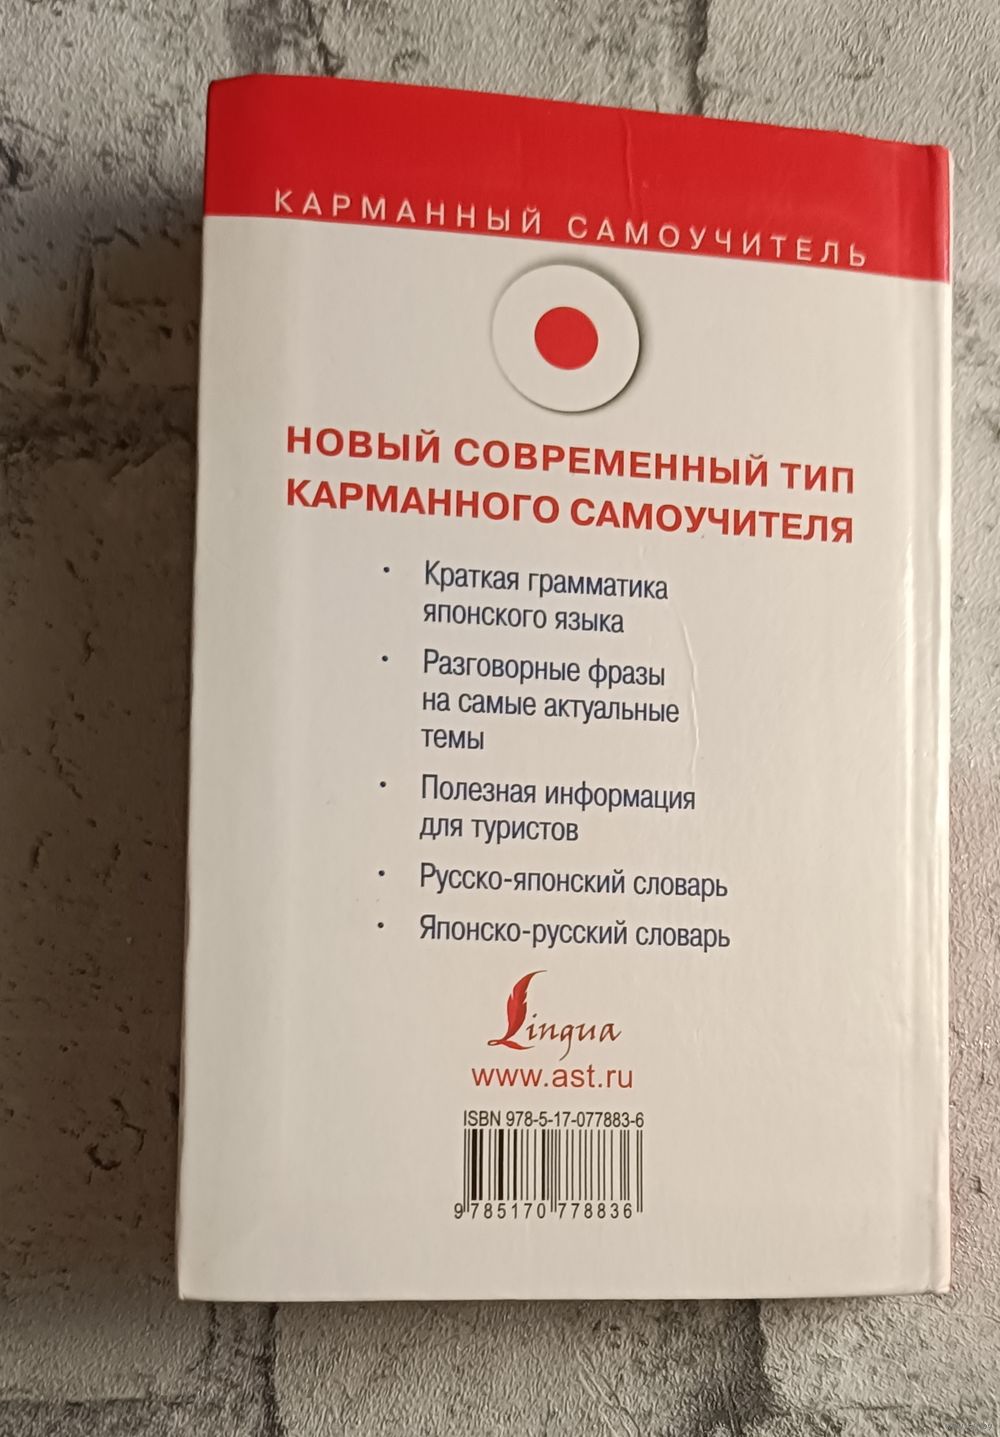 КАРМАННЫЙ САМОУЧИТЕЛЬ
НОВЫЙ СОВРЕМЕННЫЙ ТИП
КАРМАННОГО САМОУЧИТЕЛЯ
• Краткая грамматика
японского языка
• Разговорные фразы
на самые актуальные
темы
• Полезная информация
для туристов
• Русско-японский словарь
• Японско-русский словарь
Lingua
www.ast.ru
ISBN 978-5-17-077883-6
9 785170 778836